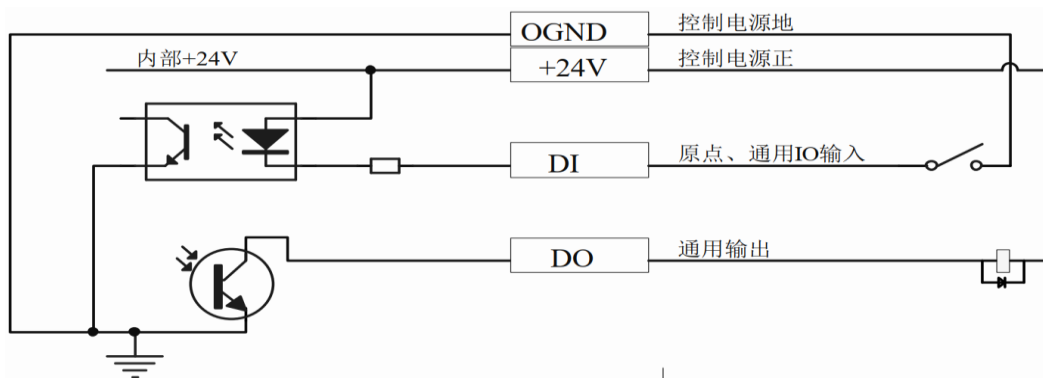 OGND 控制电源地
内部+24V +24V 控制电源正
DI 原点、通用IO输入
DO 通用输出